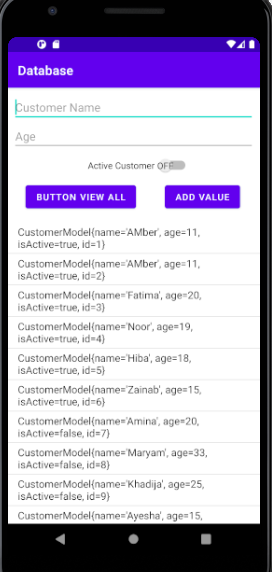 Database
Customer Name
Age
Active Customer OFF
BUTTON VIEW ALL ADD VALUE
CustomerModel{name='AMber', age=11,
isActive=true, id=1}
CustomerModel{name='AMber', age=11,
isActive=true, id=2}
CustomerModel{name='Fatima', age=20,
isActive=true, id=3}
CustomerModel{name='Noor', age=19,
isActive=true, id=4}
CustomerModel{name='Hiba', age=18,
isActive=true, id=5}
CustomerModel{name='Zainab', age=15,
isActive=true, id=6}
CustomerModel{name='Amina', age=20,
isActive=false, id=7}
CustomerModel{name='Maryam', age=33,
isActive=false, id=8}
CustomerModel{name='Khadija', age=25,
isActive=false, id=9}
CustomerModel{name='Ayesha', age=15,